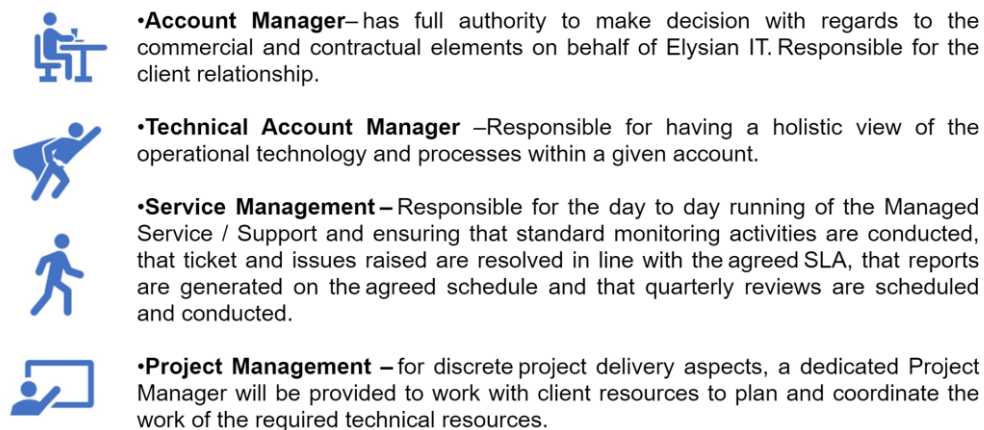 •Account Manager– has full authority to make decision with regards to the
commercial and contractual elements on behalf of Elysian IT. Responsible for the
client relationship.
•Technical Account Manager –Responsible for having a holistic view of the
operational technology and processes within a given account.
•Service Management – Responsible for the day to day running of the Managed
Service / Support and ensuring that standard monitoring activities are conducted,
that ticket and issues raised are resolved in line with the agreed SLA, that reports
are generated on the agreed schedule and that quarterly reviews are scheduled
and conducted.
•Project Management – for discrete project delivery aspects, a dedicated Project
Manager will be provided to work with client resources to plan and coordinate the
work of the required technical resources.